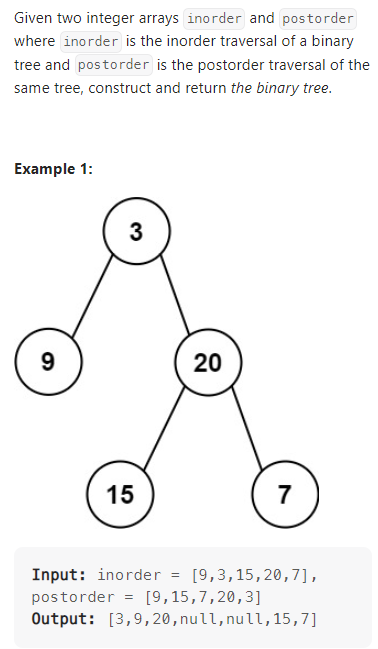 Given two integer arrays inorder and postorder
where inorder is the inorder traversal of a binary
tree and postorder is the postorder traversal of the
same tree, construct and return the binary tree.
Example 1:
3
9
20
15
7
Input: inorder = [9,3,15,20,7],
postorder = [9,15,7,20,3]
Output: [3,9,20,null,null,15,7]